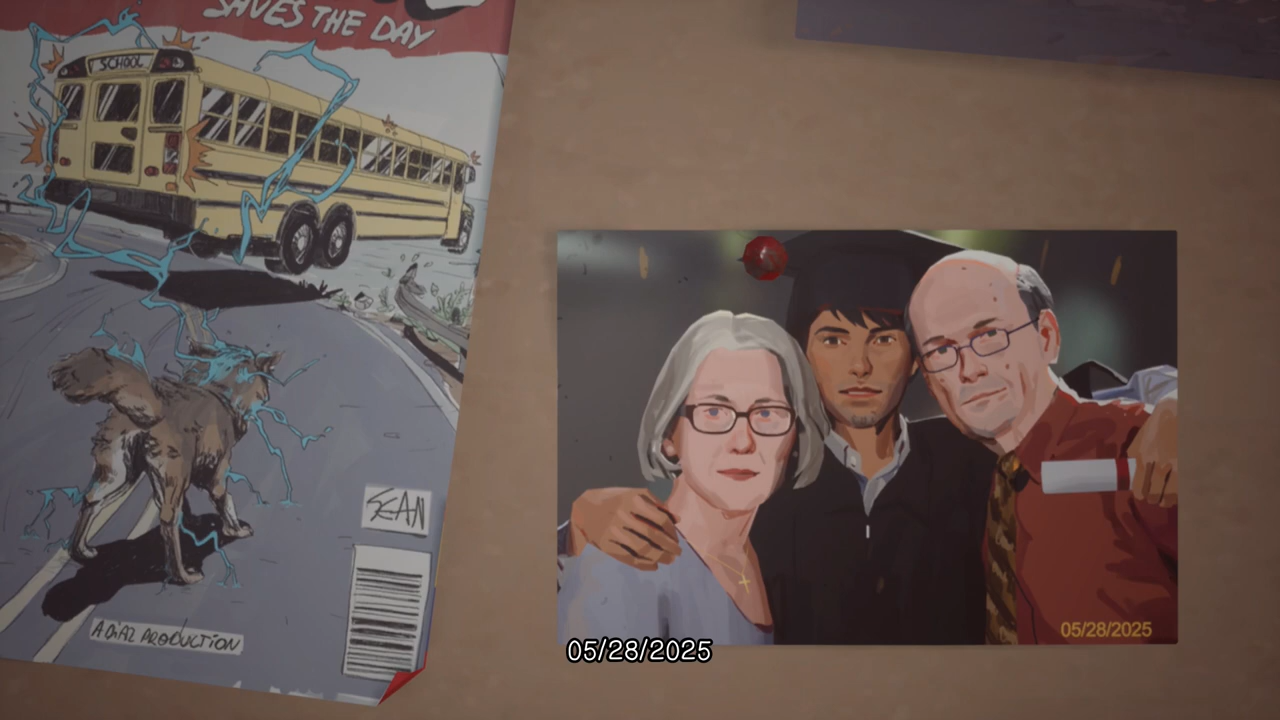 SAVES THE DAY
SCHOOL
SEAN
A DiAZ PRODUCTION
05/28/2025
05/28/2025